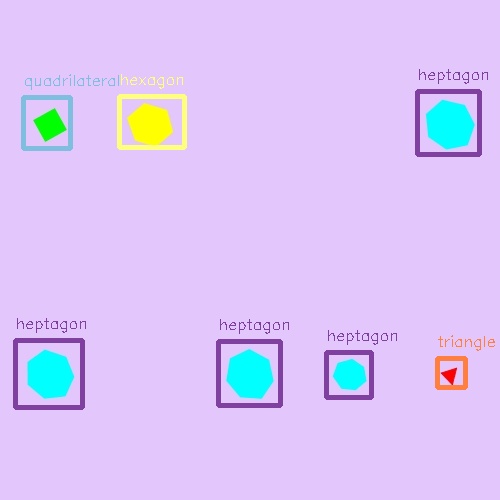 quadrilateral
hexagon
heptagon
heptagon
heptagon
heptagon
triangle